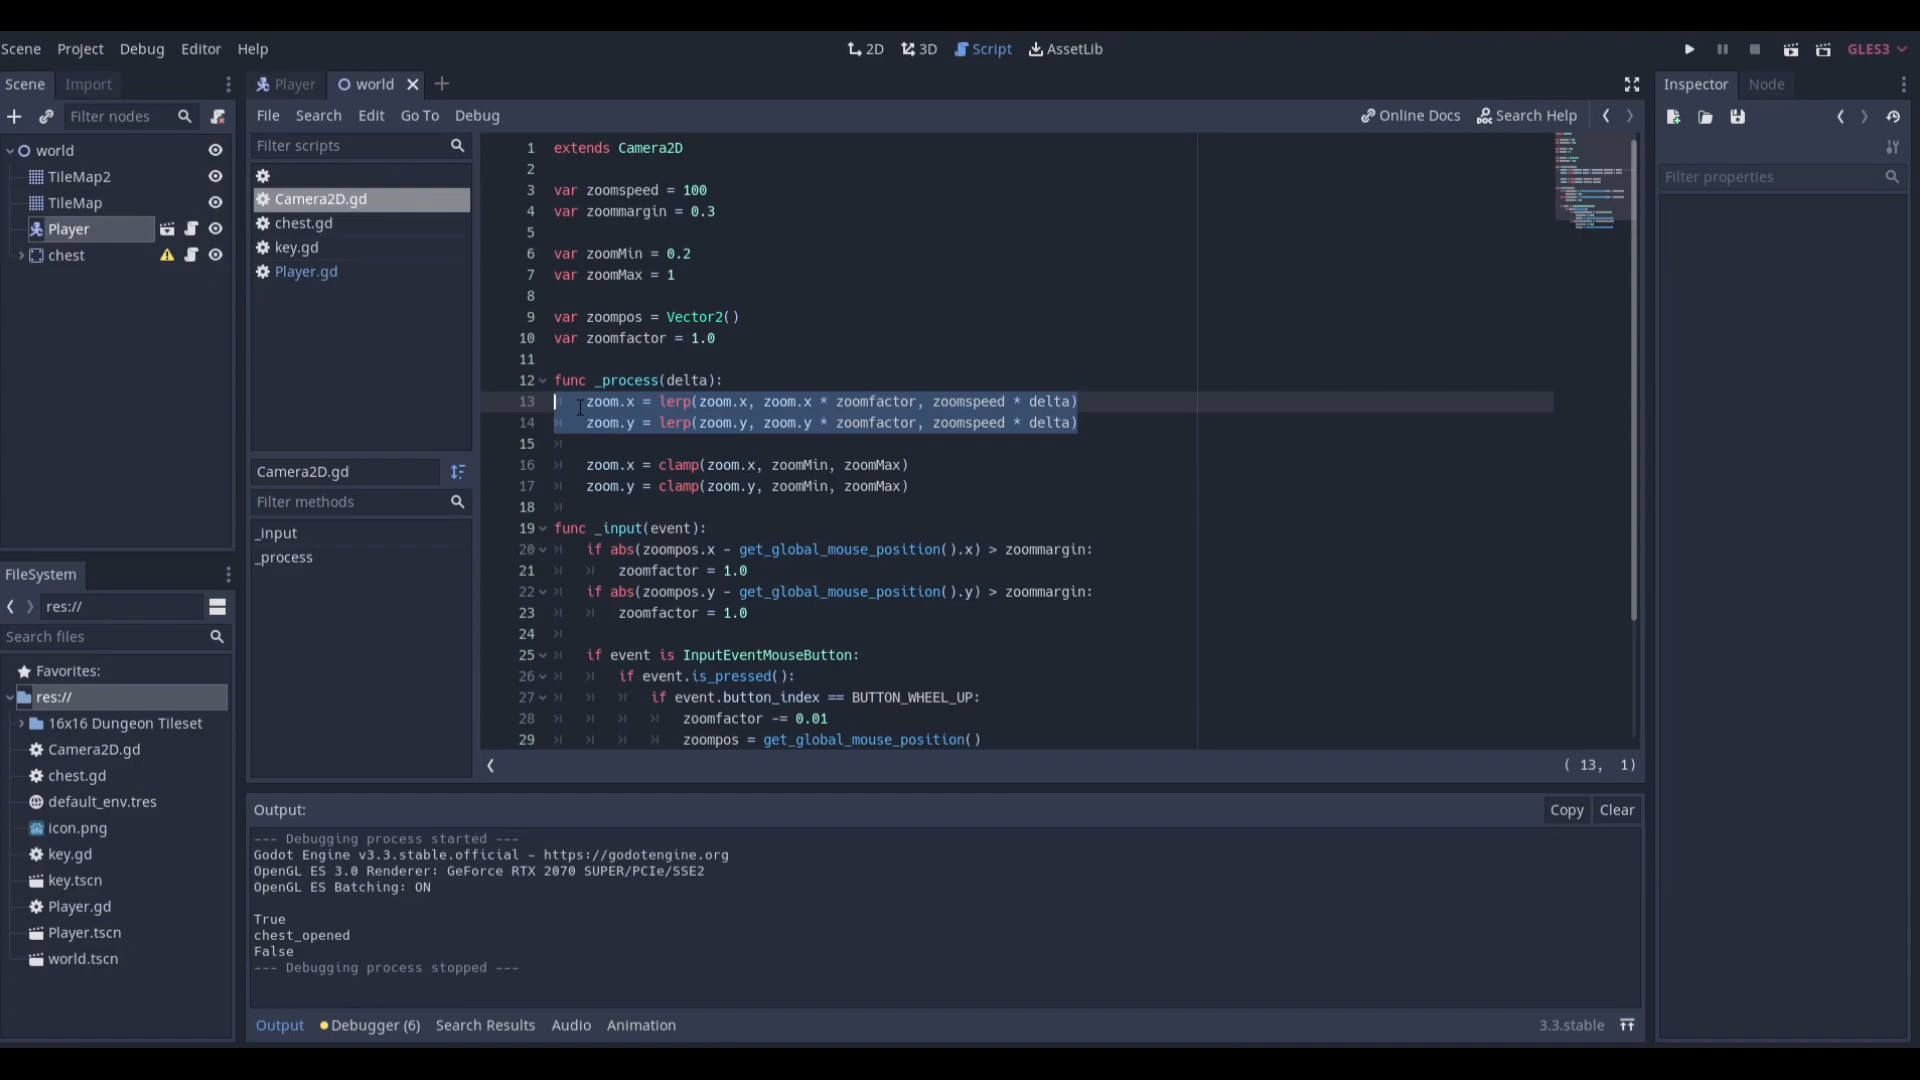 Scene Project Debug Editor Help
2D 3D Script AssetLib
GLES3
Scene Import
Filter nodes
world
TileMap2
TileMap
Player
chest
FileSystem
res://
Search files
Favorites:
res://
16x16 Dungeon Tileset
Camera2D.gd
chest.gd
default_env.tres
icon.png
key.gd
key.tscn
Player.gd
Player.tscn
world.tscn
Player world
File Search Edit Go To Debug
Online Docs Search Help
Filter scripts
Camera2D.gd
chest.gd
key.gd
Player.gd
Camera2D.gd
Filter methods
_input
_process
1 extends Camera2D
2
3 var zoomspeed = 100
4 var zoommargin = 0.3
5
6 var zoomMin = 0.2
7 var zoomMax = 1
8
9 var zoompos = Vector2()
10 var zoomfactor = 1.0
11
12 func _process(delta):
13 zoom.x = lerp(zoom.x, zoom.x * zoomfactor, zoomspeed * delta)
14 zoom.y = lerp(zoom.y, zoom.y * zoomfactor, zoomspeed * delta)
15
16 zoom.x = clamp(zoom.x, zoomMin, zoomMax)
17 zoom.y = clamp(zoom.y, zoomMin, zoomMax)
18
19 func _input(event):
20 if abs(zoompos.x - get_global_mouse_position().x) > zoommargin:
21 zoomfactor = 1.0
22 if abs(zoompos.y - get_global_mouse_position().y) > zoommargin:
23 zoomfactor = 1.0
24
25 if event is InputEventMouseButton:
26 if event.is_pressed():
27 if event.button_index == BUTTON_WHEEL_UP:
28 zoomfactor -= 0.01
29 zoompos = get_global_mouse_position()
( 13, 1)
Output:
Copy Clear
--- Debugging process started ---
Godot Engine v3.3.stable.official - https://godotengine.org
OpenGL ES 3.0 Renderer: GeForce RTX 2070 SUPER/PCIe/SSE2
OpenGL ES Batching: ON
True
chest_opened
False
--- Debugging process stopped ---
Output Debugger (6) Search Results Audio Animation
3.3.stable
Inspector Node
Filter properties